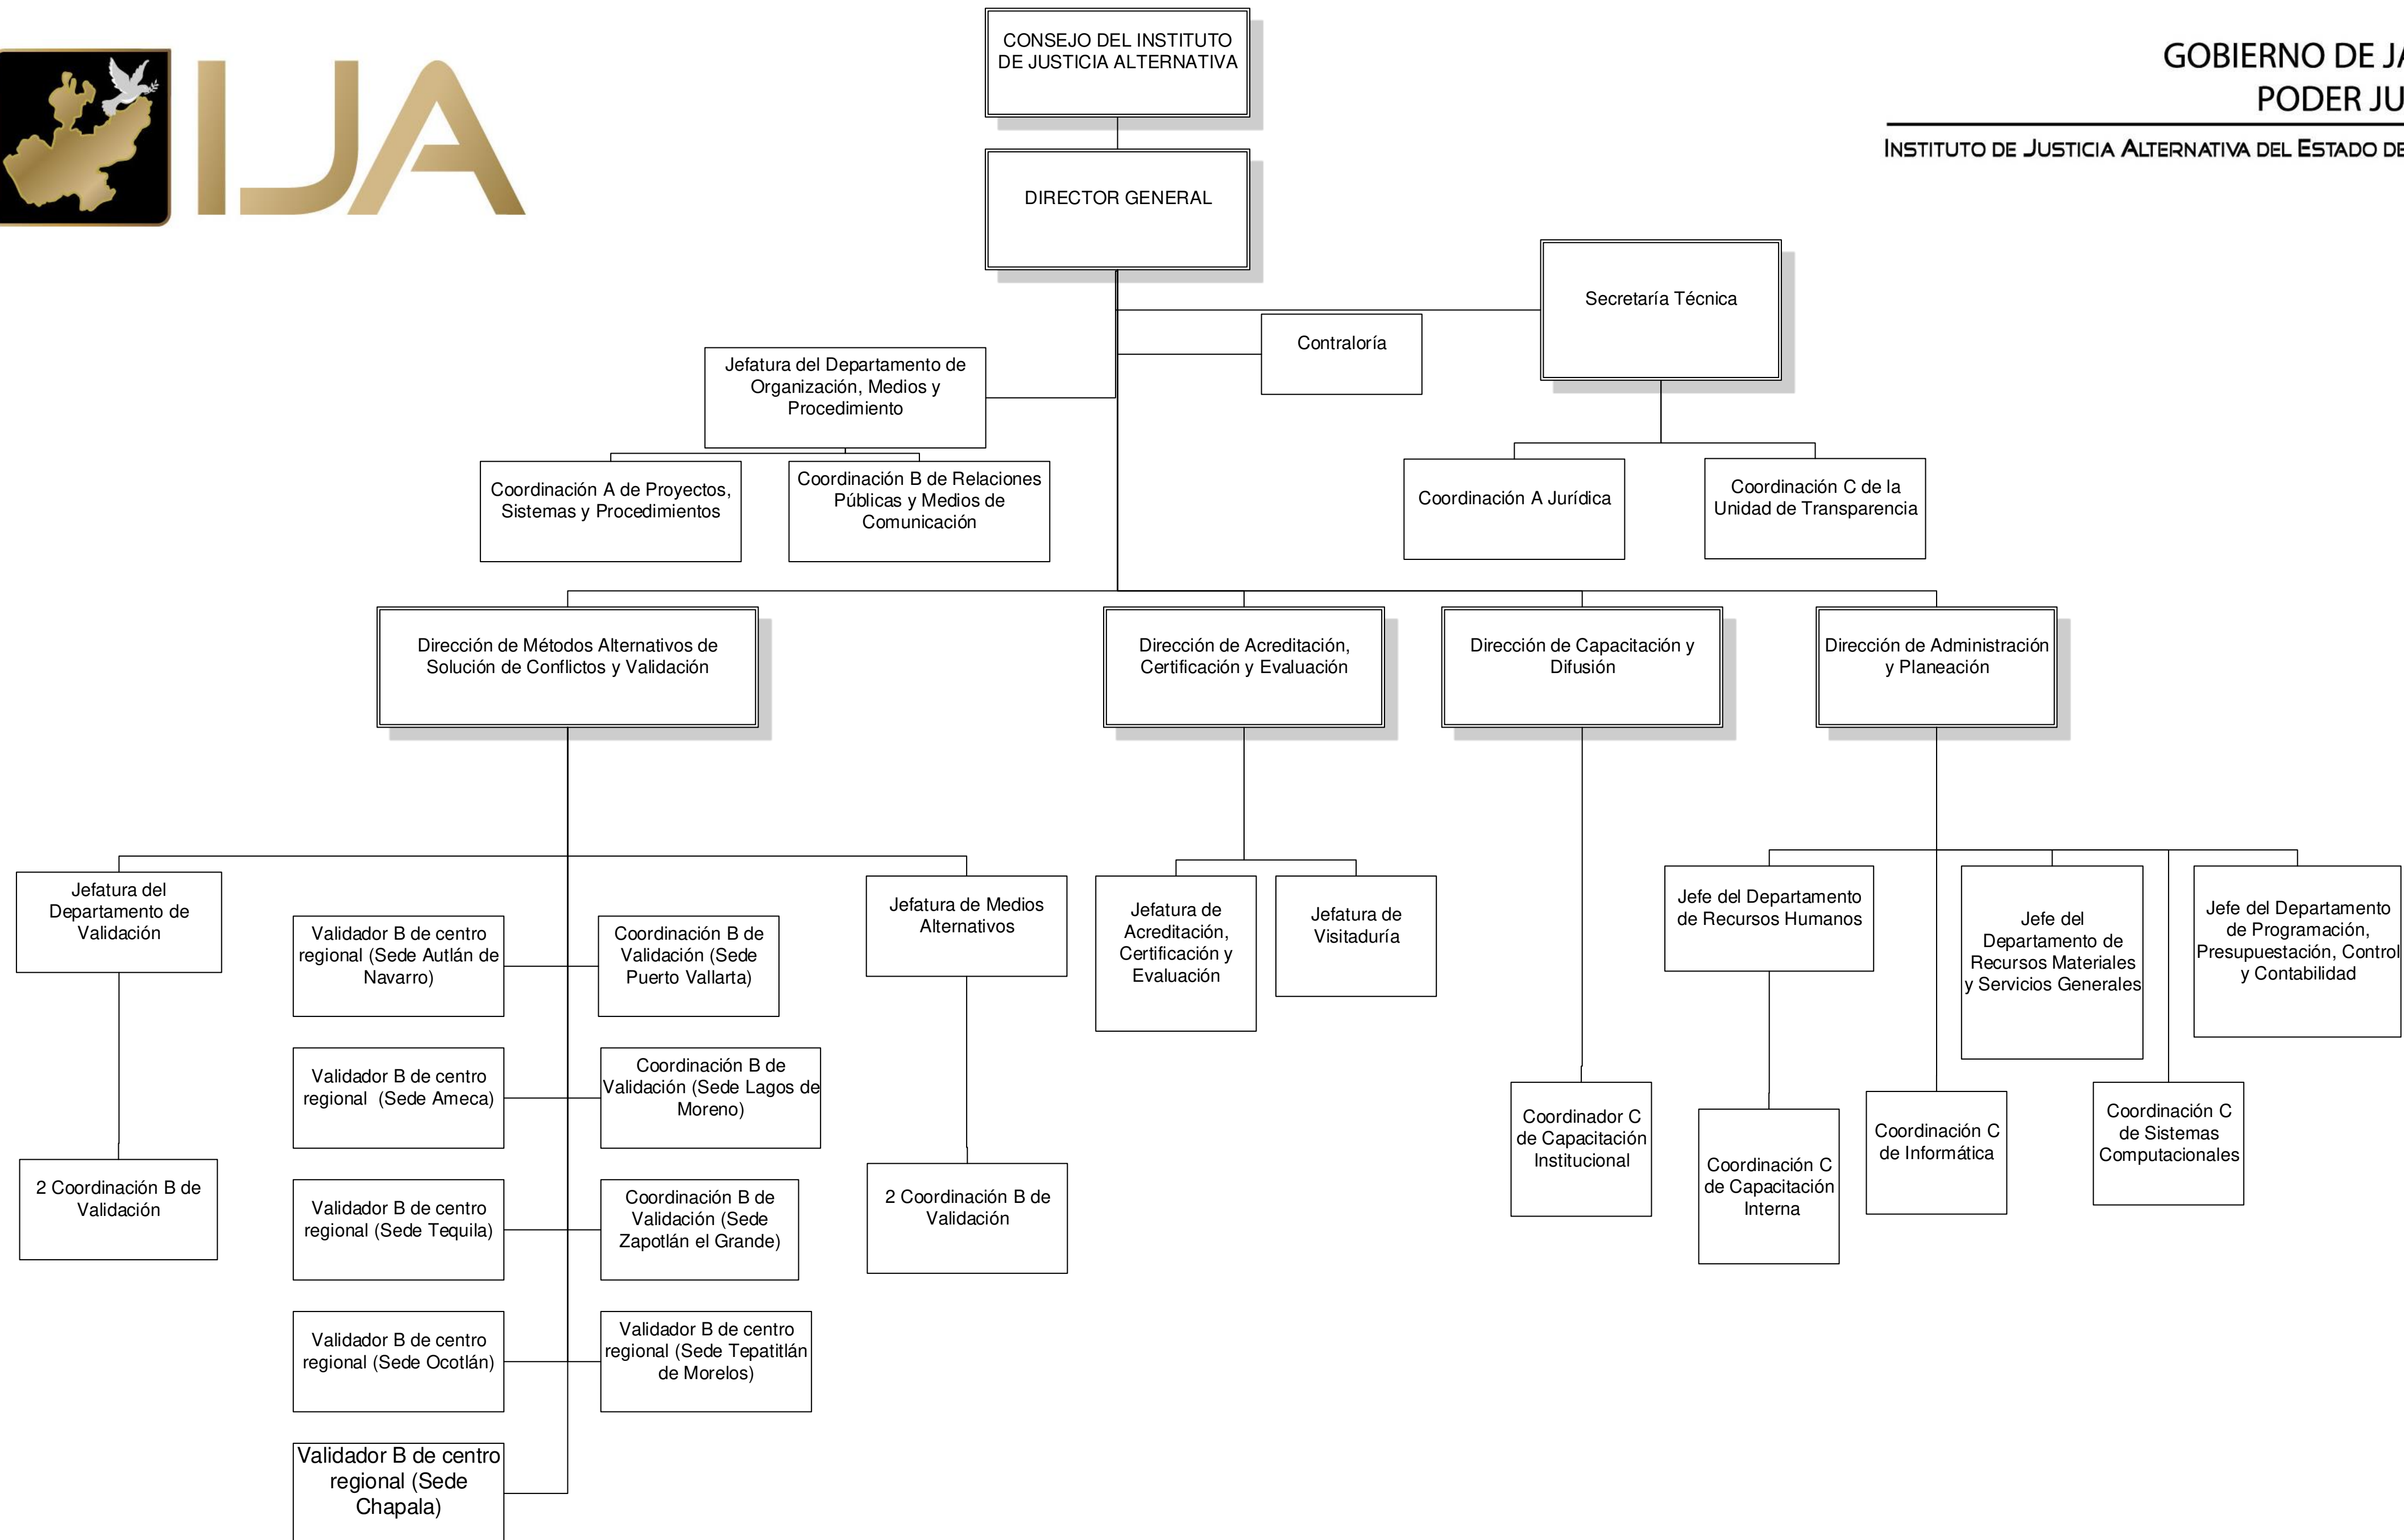 IJA
GOBIERNO DE JA
PODER JU
INSTITUTO DE JUSTICIA ALTERNATIVA DEL ESTADO DE
CONSEJO DEL INSTITUTO
DE JUSTICIA ALTERNATIVA
DIRECTOR GENERAL
Secretaría Técnica
Contraloría
Jefatura del Departamento de
Organización, Medios y
Procedimiento
Coordinación A de Proyectos,
Sistemas y Procedimientos
Coordinación B de Relaciones
Públicas y Medios de
Comunicación
Coordinación A Jurídica
Coordinación C de la
Unidad de Transparencia
Dirección de Métodos Alternativos de
Solución de Conflictos y Validación
Dirección de Acreditación,
Certificación y Evaluación
Dirección de Capacitación y
Difusión
Dirección de Administración
y Planeación
Jefatura del
Departamento de
Validación
Validador B de centro
regional (Sede Autlán de
Navarro)
Coordinación B de
Validación (Sede
Puerto Vallarta)
Jefatura de Medios
Alternativos
Jefatura de
Acreditación,
Certificación y
Evaluación
Jefatura de
Visitaduría
Jefe del Departamento
de Recursos Humanos
Jefe del
Departamento de
Recursos Materiales
y Servicios Generales
Jefe del Departamento
de Programación,
Presupuestación, Control
y Contabilidad
Validador B de centro
regional  (Sede Ameca)
Coordinación B de
Validación (Sede Lagos de
Moreno)
Coordinador C
de Capacitación
Institucional
Coordinación C
de Capacitación
Interna
Coordinación C
de Informática
Coordinación C
de Sistemas
Computacionales
2 Coordinación B de
Validación
Validador B de centro
regional (Sede Tequila)
Coordinación B de
Validación (Sede
Zapotlán el Grande)
2 Coordinación B de
Validación
Validador B de centro
regional (Sede Ocotlán)
Validador B de centro
regional (Sede Tepatitlán
de Morelos)
Validador B de centro
regional (Sede
Chapala)